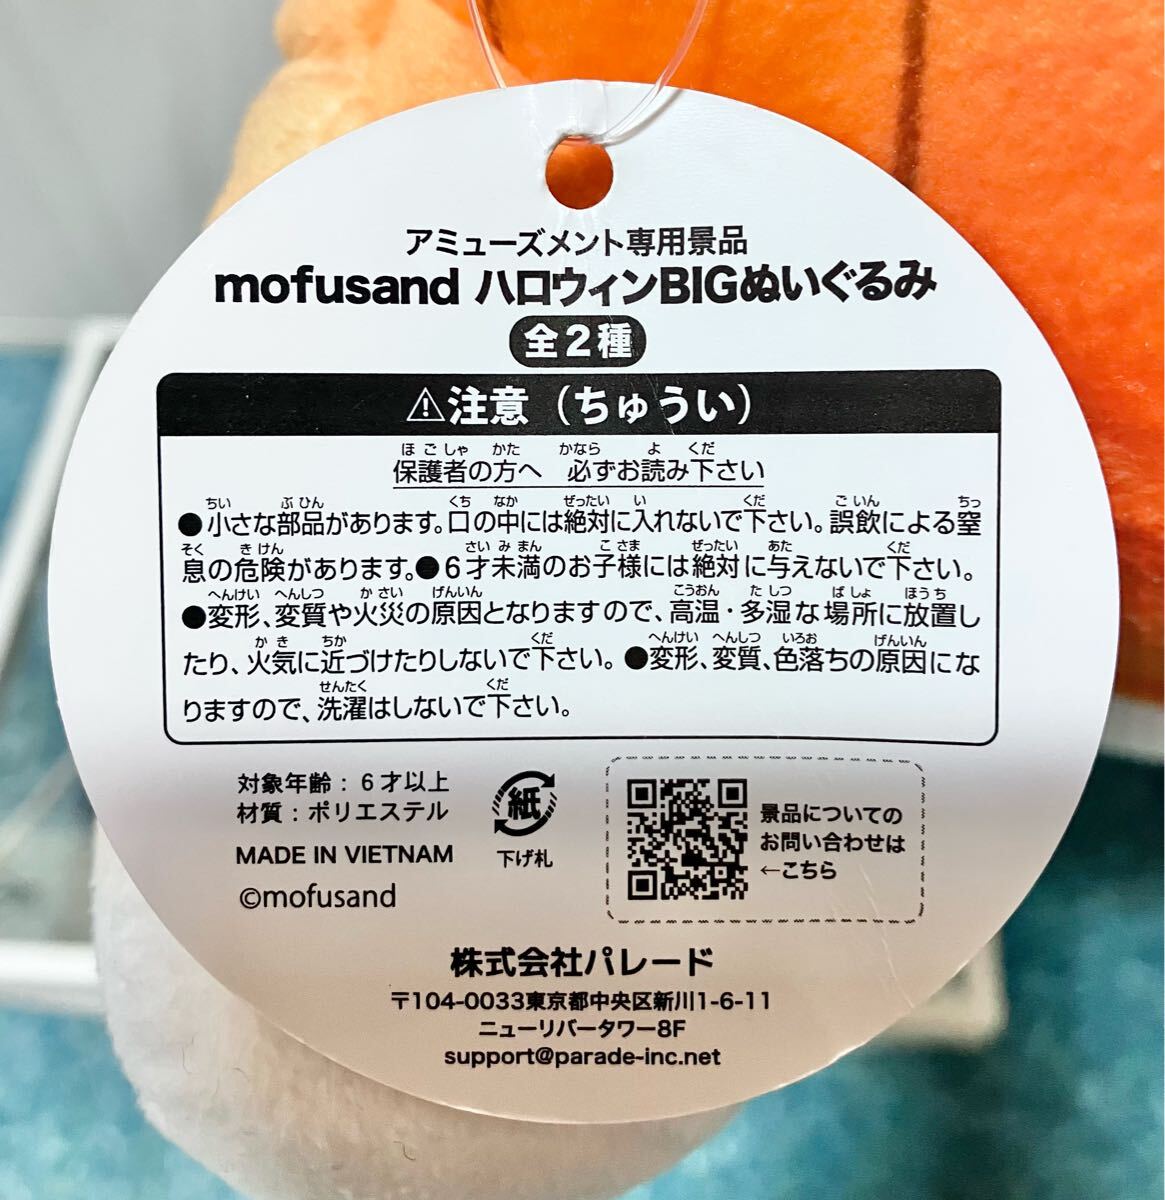 アミューズメント専用景品
mofusand ハロウィンBIGぬいぐるみ
全2種
⚠注意（ちゅうい）
ほごしゃ かた かなら よ くだ
保護者の方へ 必ずお読み下さい
ちい ぶひん くち なか ぜったい い くだ ごいん ちっ
●小さな部品があります。口の中には絶対に入れないで下さい。誤飲による窒
そく きけん さいみまん こさま ぜったい あた くだ
息の危険があります。●6才未満のお子様には絶対に与えないで下さい。
へんけい へんしつ かさい げんいん こうおん たしつ ばしょ ほうち
●変形、変質や火災の原因となりますので、高温・多湿な場所に放置し
かき ちか くだ へんけい へんしつ いろお げんいん
たり、火気に近づけたりしないで下さい。●変形、変質、色落ちの原因にな
せんたく くだ
りますので、洗濯はしないで下さい。
対象年齢：6才以上
材質：ポリエステル
MADE IN VIETNAM
©mofusand
紙
下げ札
景品についての
お問い合わせは
←こちら
株式会社パレード
〒104-0033東京都中央区新川1-6-11
ニューリバータワー8F
support@parade-inc.net